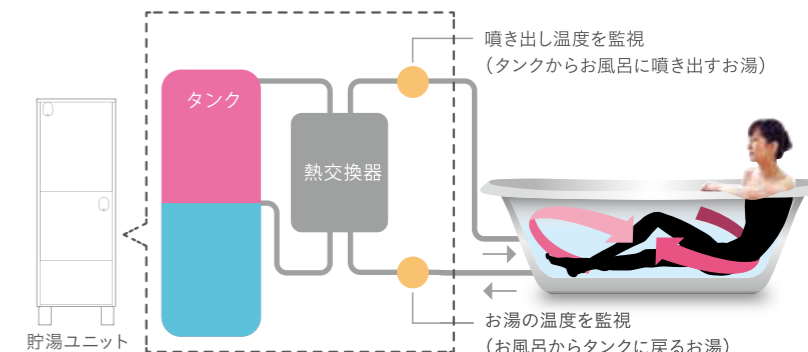 噴き出し温度を監視
（タンクからお風呂に噴き出すお湯）
タンク
熱交換器
貯湯ユニット
お湯の温度を監視
（お風呂からタンクに戻るお湯）